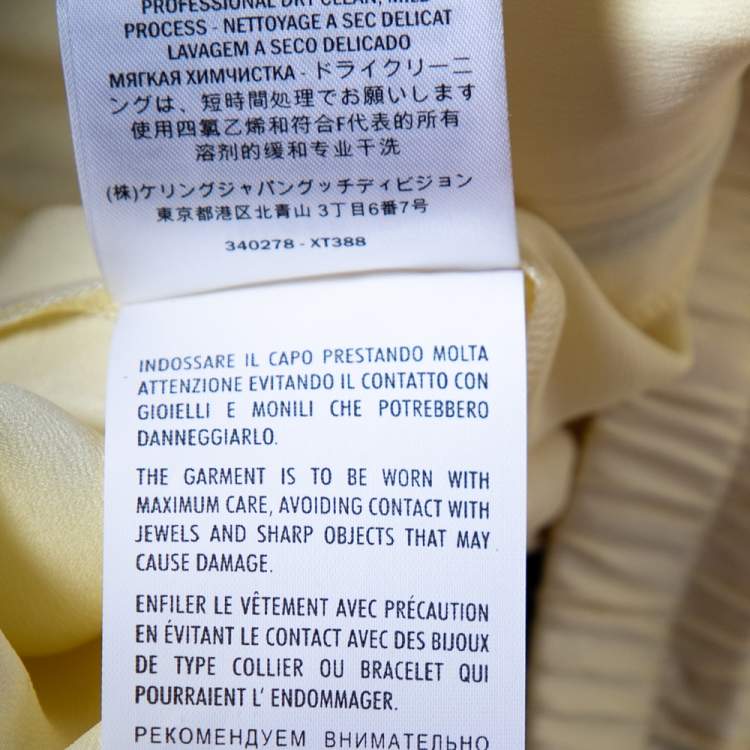 PROFESSIONAL DRY CLEAN, MILD
PROCESS - NETTOYAGE A SEC DELICAT
LAVAGEM A SECO DELICADO
МЯГКАЯ ХИМЧИСТКА - ドライクリーニ
ングは、短時間処理でお願いします
使用四氯乙烯和符合F代表的所有
溶剂的缓和专业干洗
(株)ケリングジャパングッチディビジョン
東京都港区北青山 3丁目6番7号
340278 - XT388
INDOSSARE IL CAPO PRESTANDO MOLTA
ATTENZIONE EVITANDO IL CONTATTO CON
GIOIELLI E MONILI CHE POTREBBERO
DANNEGGIARLO.
THE GARMENT IS TO BE WORN WITH
MAXIMUM CARE, AVOIDING CONTACT WITH
JEWELS AND SHARP OBJECTS THAT MAY
CAUSE DAMAGE.
ENFILER LE VÊTEMENT AVEC PRÉCAUTION
EN ÉVITANT LE CONTACT AVEC DES BIJOUX
DE TYPE COLLIER OU BRACELET QUI
POURRAIENT L' ENDOMMAGER.
РЕКОМЕНДУЕМ ВНИМАТЕЛЬНО